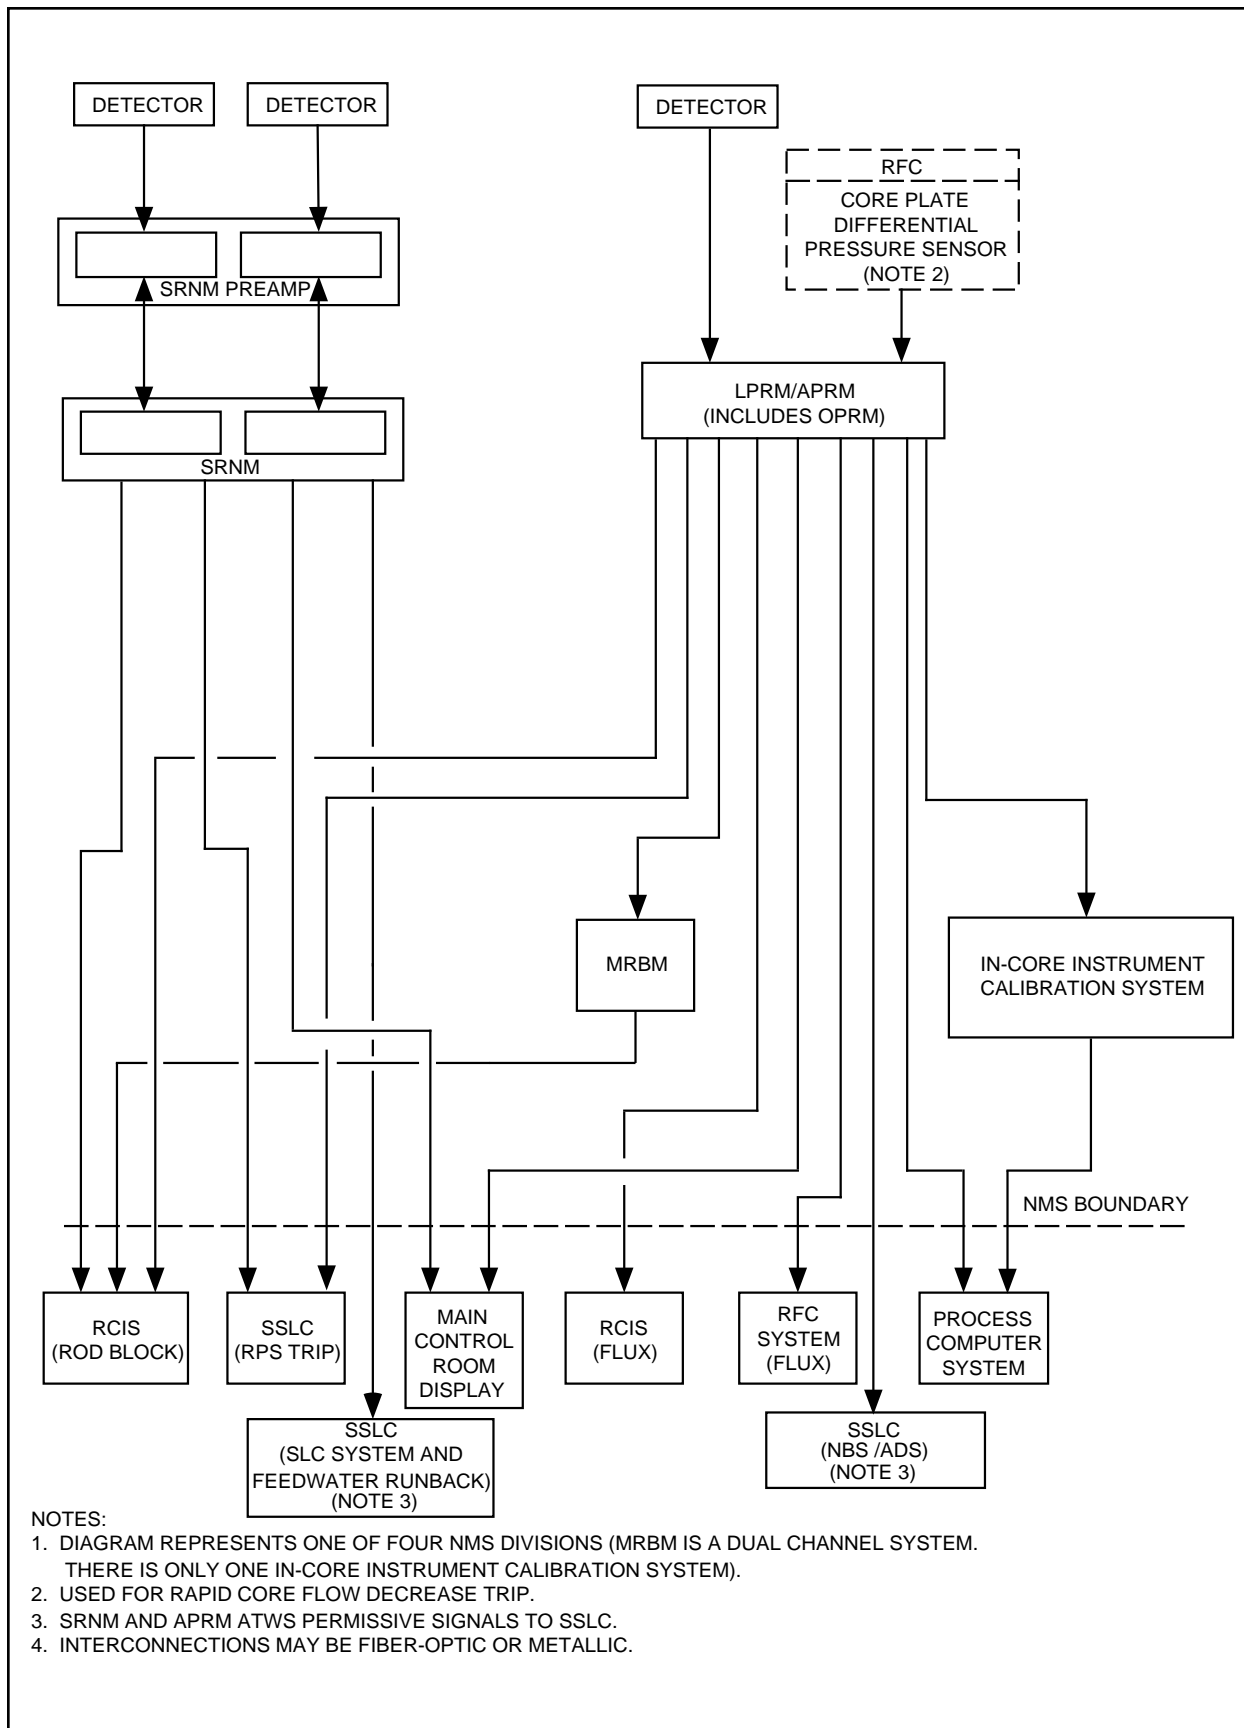 DETECTOR
DETECTOR
DETECTOR
RFC
CORE PLATE
DIFFERENTIAL
PRESSURE SENSOR
(NOTE 2)
SRNM PREAMP
LPRM/APRM
(INCLUDES OPRM)
SRNM
MRBM
IN-CORE INSTRUMENT
CALIBRATION SYSTEM
NMS BOUNDARY
RCIS
(ROD BLOCK)
SSLC
(RPS TRIP)
MAIN
CONTROL
ROOM
DISPLAY
RCIS
(FLUX)
RFC
SYSTEM
(FLUX)
PROCESS
COMPUTER
SYSTEM
SSLC
(SLC SYSTEM AND
FEEDWATER RUNBACK)
(NOTE 3)
SSLC
(NBS /ADS)
(NOTE 3)
NOTES:
1. DIAGRAM REPRESENTS ONE OF FOUR NMS DIVISIONS (MRBM IS A DUAL CHANNEL SYSTEM.
THERE IS ONLY ONE IN-CORE INSTRUMENT CALIBRATION SYSTEM).
2. USED FOR RAPID CORE FLOW DECREASE TRIP.
3. SRNM AND APRM ATWS PERMISSIVE SIGNALS TO SSLC.
4. INTERCONNECTIONS MAY BE FIBER-OPTIC OR METALLIC.